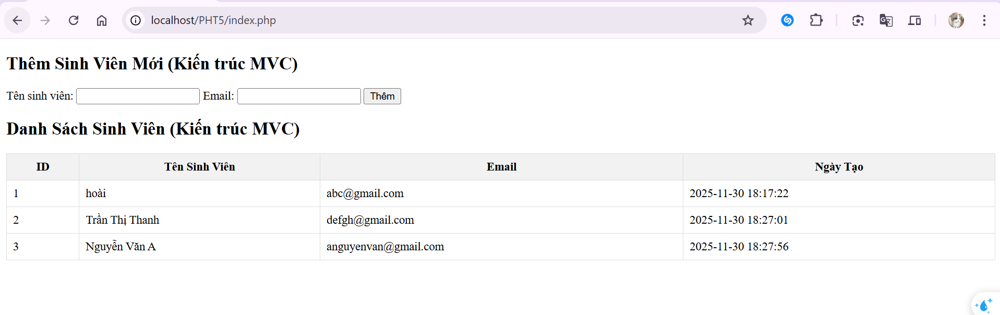 localhost/PHT5/index.php
Thêm Sinh Viên Mới (Kiến trúc MVC)
Tên sinh viên: Email: Thêm
Danh Sách Sinh Viên (Kiến trúc MVC)
ID Tên Sinh Viên Email Ngày Tạo
1 hoài abc@gmail.com 2025-11-30 18:17:22
2 Trần Thị Thanh defgh@gmail.com 2025-11-30 18:27:01
3 Nguyễn Văn A anguyenvan@gmail.com 2025-11-30 18:27:56